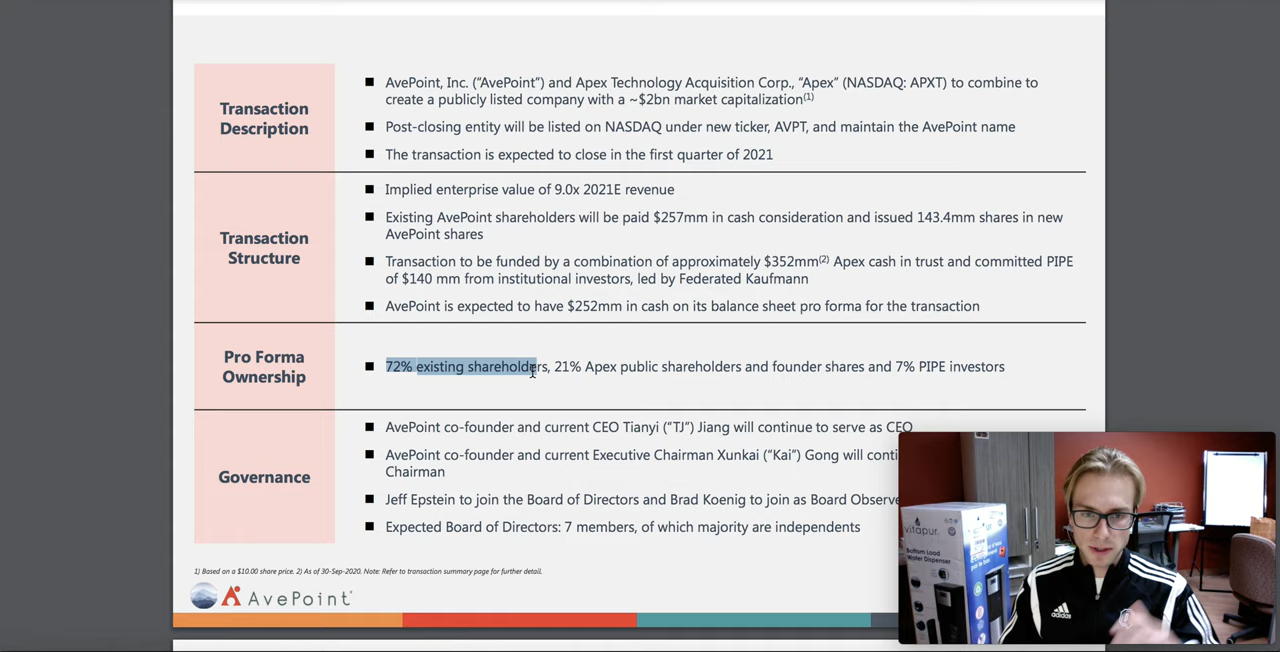 Transaction
Description
■ AvePoint, Inc. (“AvePoint”) and Apex Technology Acquisition Corp., “Apex” (NASDAQ: APXT) to combine to
create a publicly listed company with a ~$2bn market capitalization(1)
■ Post-closing entity will be listed on NASDAQ under new ticker, AVPT, and maintain the AvePoint name
■ The transaction is expected to close in the first quarter of 2021
Transaction
Structure
■ Implied enterprise value of 9.0x 2021E revenue
■ Existing AvePoint shareholders will be paid $257mm in cash consideration and issued 143.4mm shares in new
AvePoint shares
■ Transaction to be funded by a combination of approximately $352mm(2) Apex cash in trust and committed PIPE
of $140 mm from institutional investors, led by Federated Kaufmann
■ AvePoint is expected to have $252mm in cash on its balance sheet pro forma for the transaction
Pro Forma
Ownership
■ 72% existing shareholders, 21% Apex public shareholders and founder shares and 7% PIPE investors
Governance
■ AvePoint co-founder and current CEO Tianyi (“TJ”) Jiang will continue to serve as CEO
■ AvePoint co-founder and current Executive Chairman Xunkai (“Kai”) Gong will conti
Chairman
■ Jeff Epstein to join the Board of Directors and Brad Koenig to join as Board Observe
■ Expected Board of Directors: 7 members, of which majority are independents
1) Based on a $10.00 share price. 2) As of 30-Sep-2020. Note: Refer to transaction summary page for further detail.
AvePoint
vitapur
Bottom Load
Water Dispenser
adidas